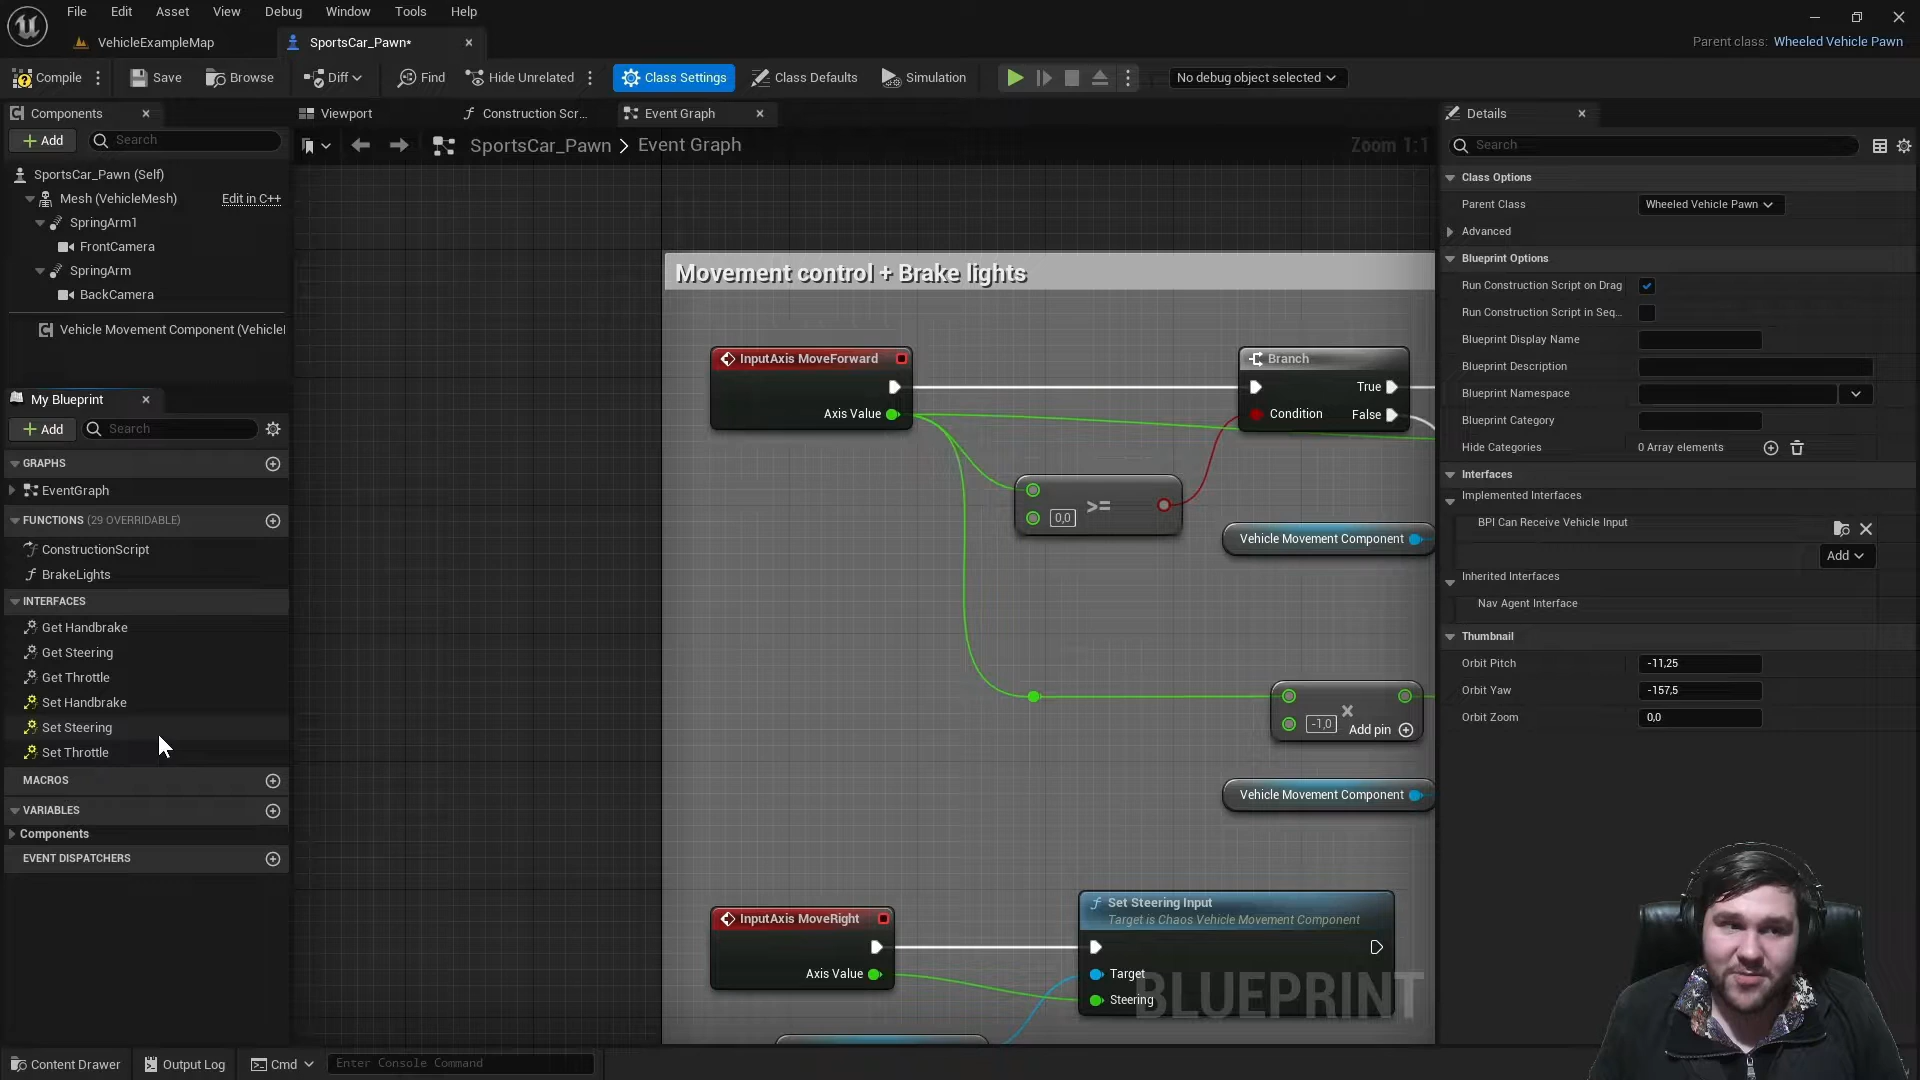 File Edit Asset View Debug Window Tools Help
VehicleExampleMap
SportsCar_Pawn*
Parent class: Wheeled Vehicle Pawn
Compile
Save
Browse
Diff
Find
Hide Unrelated
Class Settings
Class Defaults
Simulation
No debug object selected
Components
Add
Search
SportsCar_Pawn (Self)
Mesh (VehicleMesh) Edit in C++
SpringArm1
FrontCamera
SpringArm
BackCamera
Vehicle Movement Component (Vehicle
My Blueprint
Add
Search
GRAPHS
EventGraph
FUNCTIONS (29 OVERRIDABLE)
ConstructionScript
BrakeLights
INTERFACES
Get Handbrake
Get Steering
Get Throttle
Set Handbrake
Set Steering
Set Throttle
MACROS
VARIABLES
Components
EVENT DISPATCHERS
Viewport
Construction Scr...
Event Graph
SportsCar_Pawn > Event Graph
Zoom 1:1
Movement control + Brake lights
InputAxis MoveForward
Axis Value
Branch
True
Condition False
0,0 >=
Vehicle Movement Component
-1,0 × Add pin
Vehicle Movement Component
InputAxis MoveRight
Axis Value
Set Steering Input
Target is Chaos Vehicle Movement Component
Target
Steering
BLUEPRINT
Details
Search
Class Options
Parent Class Wheeled Vehicle Pawn
Advanced
Blueprint Options
Run Construction Script on Drag
Run Construction Script in Seq...
Blueprint Display Name
Blueprint Description
Blueprint Namespace
Blueprint Category
Hide Categories 0 Array elements
Interfaces
Implemented Interfaces
BPI Can Receive Vehicle Input
Add
Inherited Interfaces
Nav Agent Interface
Thumbnail
Orbit Pitch -11,25
Orbit Yaw -157,5
Orbit Zoom 0,0
Content Drawer
Output Log
Cmd
Enter Console Command